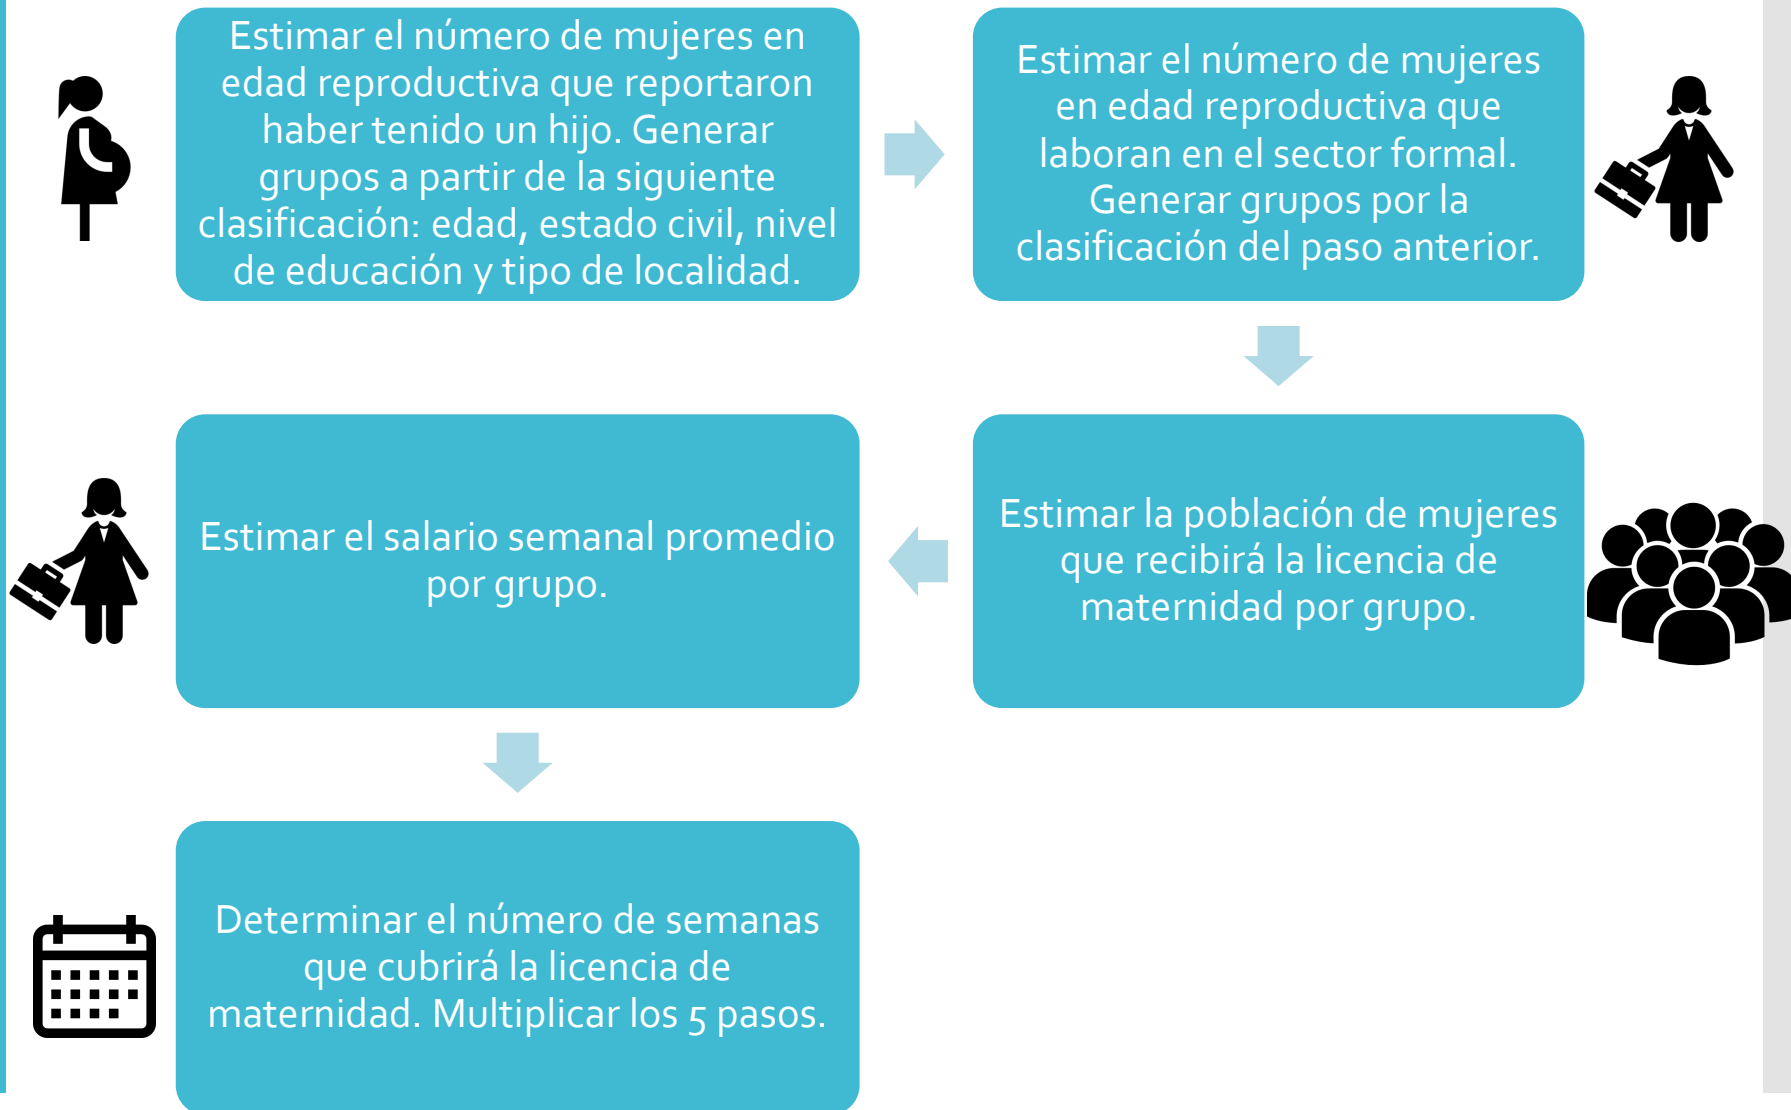 Estimar el número de mujeres en
edad reproductiva que reportaron
haber tenido un hijo. Generar
grupos a partir de la siguiente
clasificación: edad, estado civil, nivel
de educación y tipo de localidad.
Estimar el número de mujeres
en edad reproductiva que
laboran en el sector formal.
Generar grupos por la
clasificación del paso anterior.
Estimar la población de mujeres
que recibirá la licencia de
maternidad por grupo.
Estimar el salario semanal promedio
por grupo.
Determinar el número de semanas
que cubrirá la licencia de
maternidad. Multiplicar los 5 pasos.